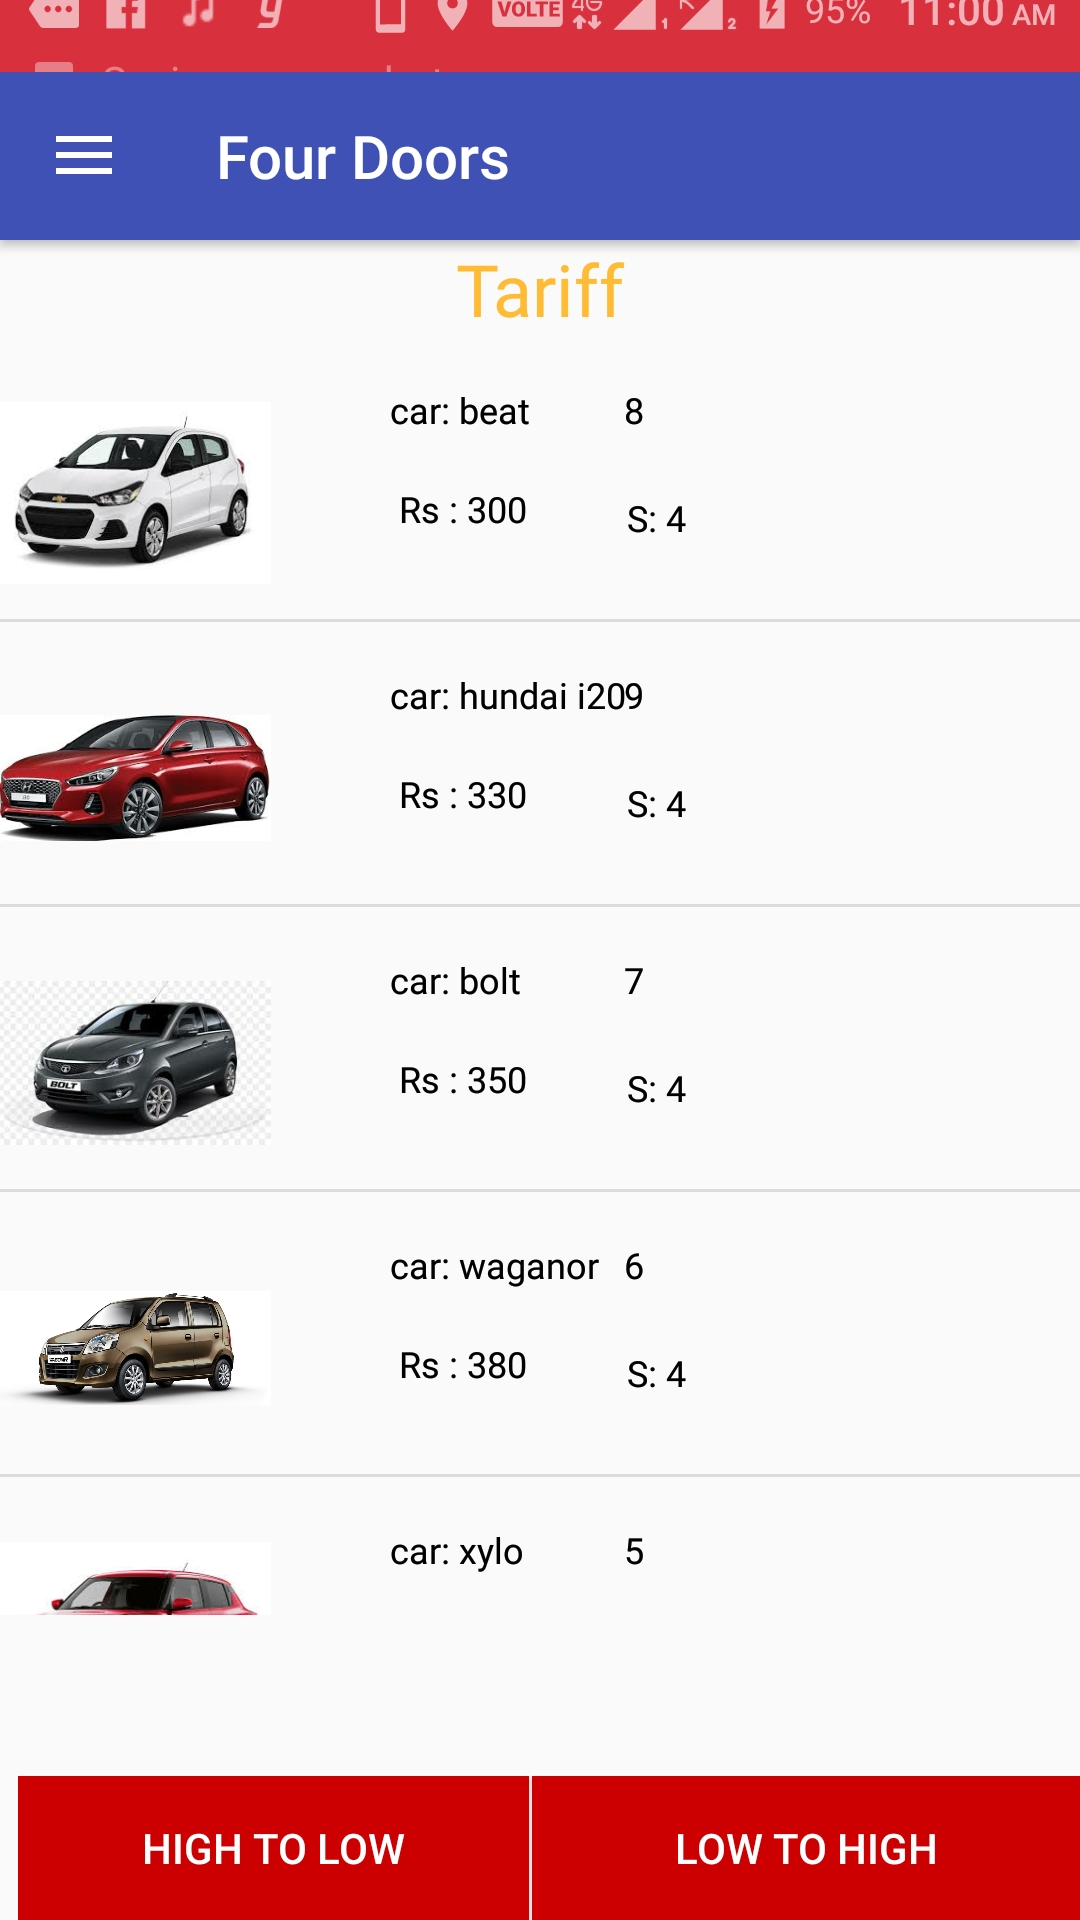 VOLTE 4G 1 2 95% 11:00 AM
Four Doors
Tariff
car: beat 8
Rs : 300 S: 4
car: hundai i209
Rs : 330 S: 4
BOLT
car: bolt 7
Rs : 350 S: 4
car: waganor 6
Rs : 380 S: 4
car: xylo 5
HIGH TO LOW LOW TO HIGH